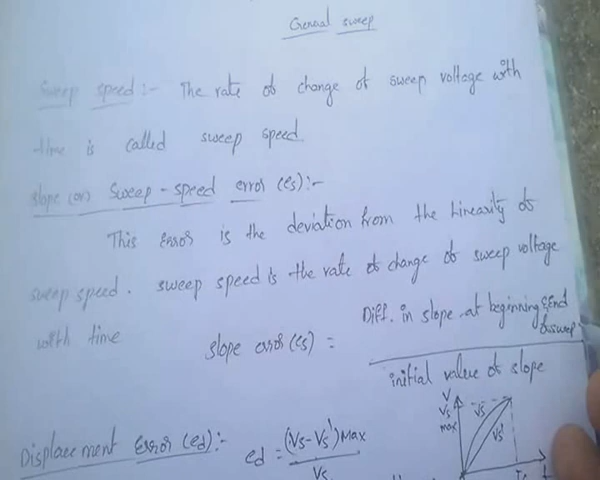 General sweep
Sweep speed :- The rate of change of sweep voltage with
time is called sweep speed.
slope (or) Sweep-speed error (es) :-
This Error is the deviation from the Linearity of
sweep speed. sweep speed is the rate of change of sweep voltage
with time
slope error (es) = Diff. in slope at beginning & end of sweep
initial value of slope
Displacement Error (ed) :- ed = (Vs-Vs') Max
Vs
V
Vs
max
Vs
Vs'
Ts
t